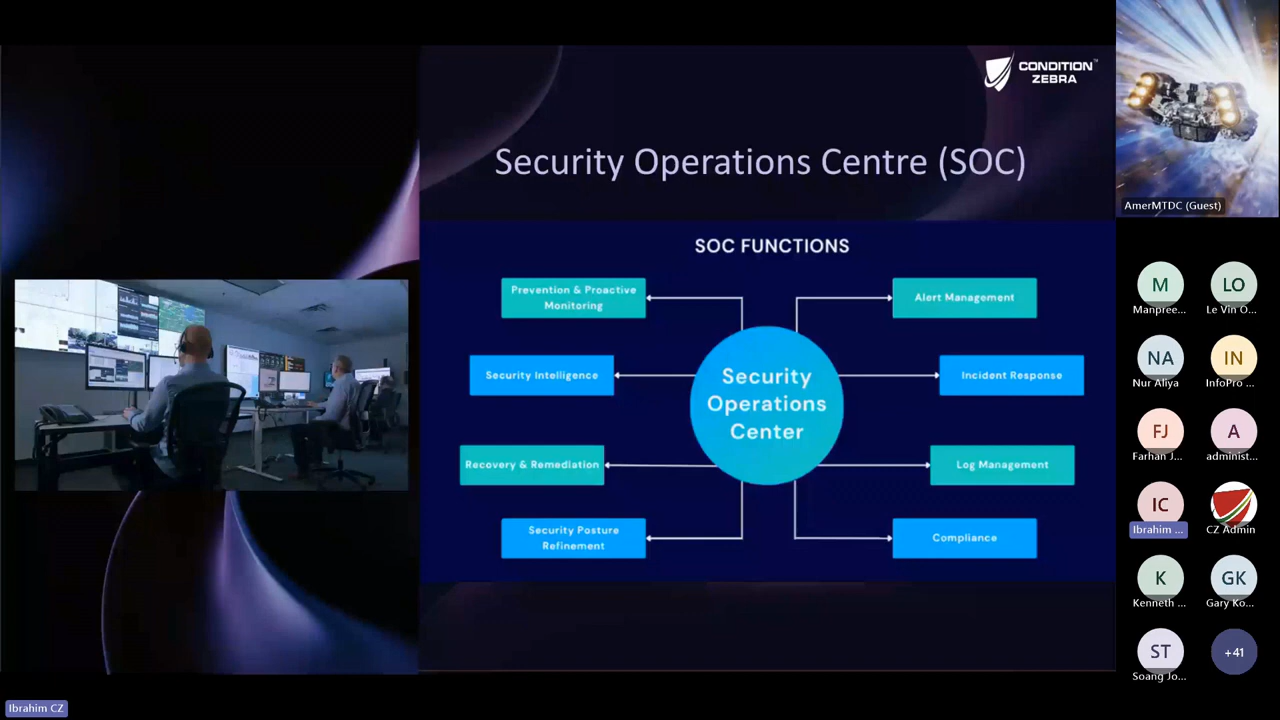 CONDITION
ZEBRA
Security Operations Centre (SOC)
SOC FUNCTIONS
Prevention & Proactive
Monitoring
Alert Management
Security Intelligence
Security
Operations
Center
Incident Response
Recovery & Remediation
Log Management
Security Posture
Refinement
Compliance
AmerMTDC (Guest)
M
LO
Manpree...
Le Vin O...
NA
IN
Nur Aliya
InfoPro ...
FJ
A
Farhan J...
administ...
IC
Ibrahim ...
CZ Admin
K
GK
Kenneth ...
Gary Ko...
ST
+41
Soang Jo...
Ibrahim CZ